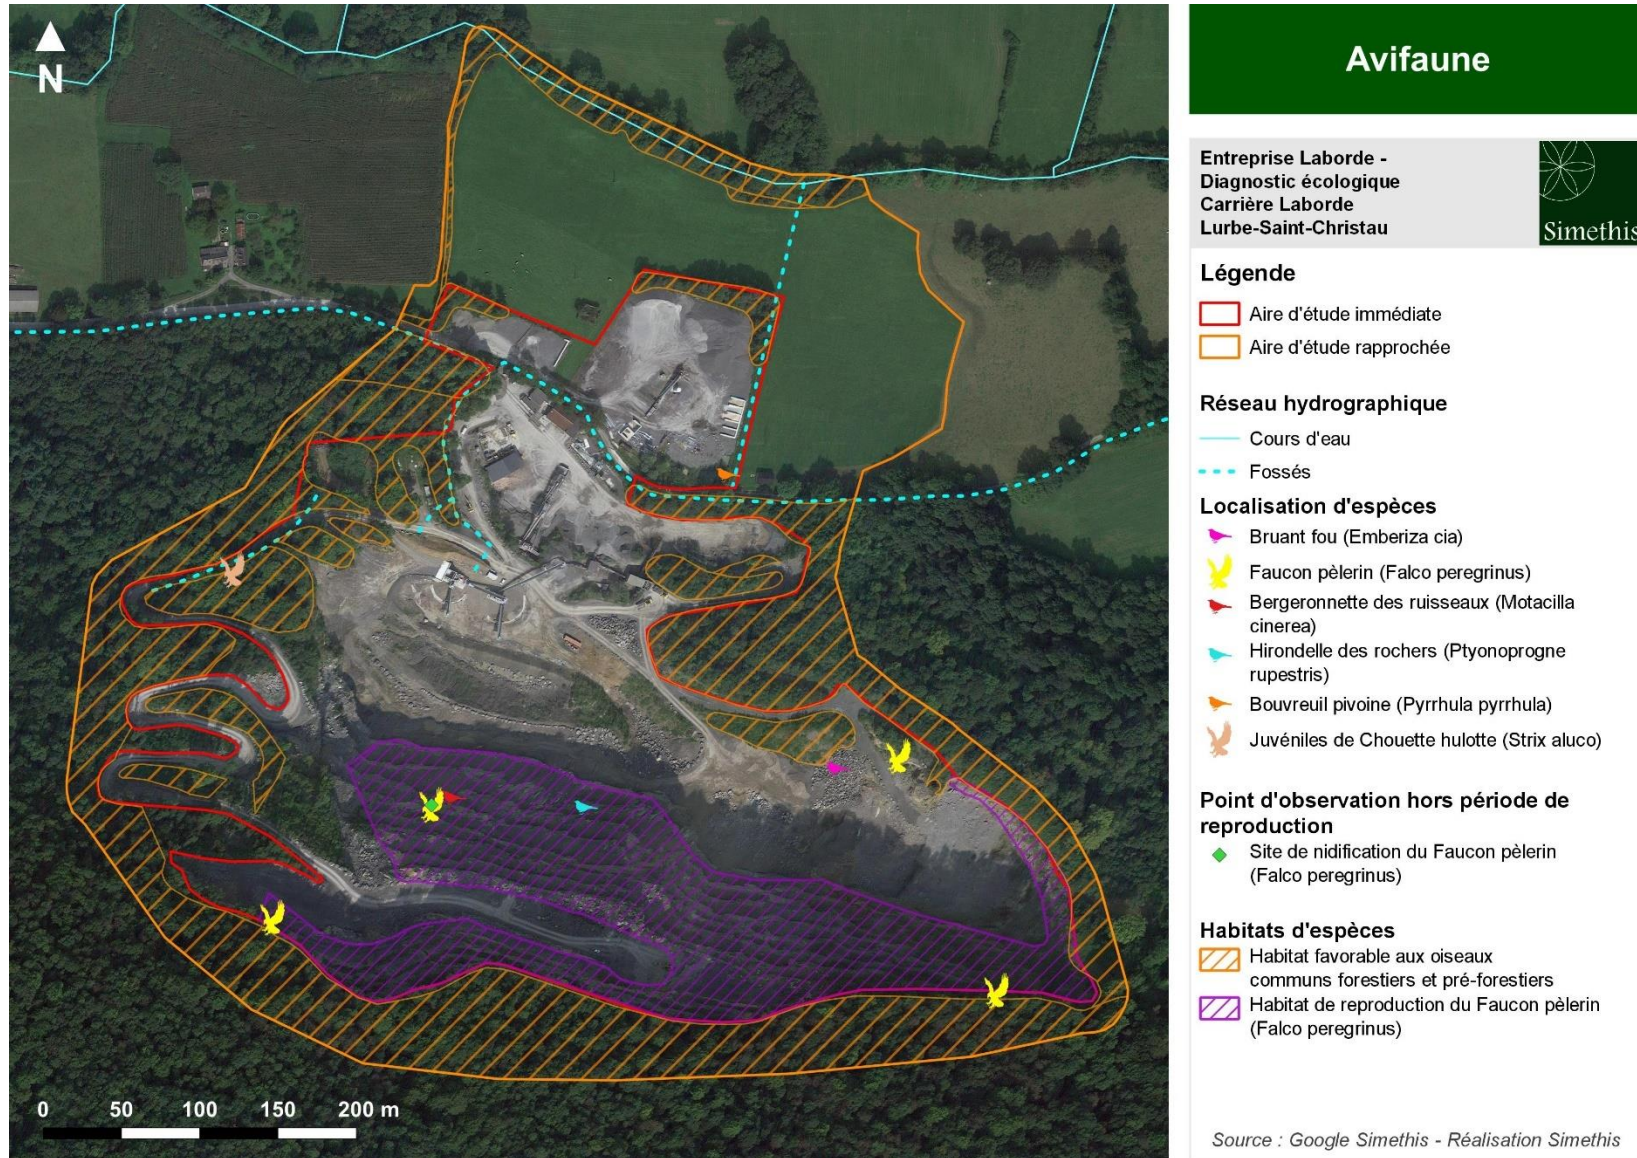 N
0 50 100 150 200 m
Avifaune
Entreprise Laborde -
Diagnostic écologique
Carrière Laborde
Lurbe-Saint-Christau
Simethis
Légende
Aire d'étude immédiate
Aire d'étude rapprochée
Réseau hydrographique
Cours d'eau
Fossés
Localisation d'espèces
Bruant fou (Emberiza cia)
Faucon pèlerin (Falco peregrinus)
Bergeronnette des ruisseaux (Motacilla
cinerea)
Hirondelle des rochers (Ptyonoprogne
rupestris)
Bouvreuil pivoine (Pyrrhula pyrrhula)
Juvéniles de Chouette hulotte (Strix aluco)
Point d'observation hors période de
reproduction
Site de nidification du Faucon pèlerin
(Falco peregrinus)
Habitats d'espèces
Habitat favorable aux oiseaux
communs forestiers et pré-forestiers
Habitat de reproduction du Faucon pèlerin
(Falco peregrinus)
Source : Google Simethis - Réalisation Simethis